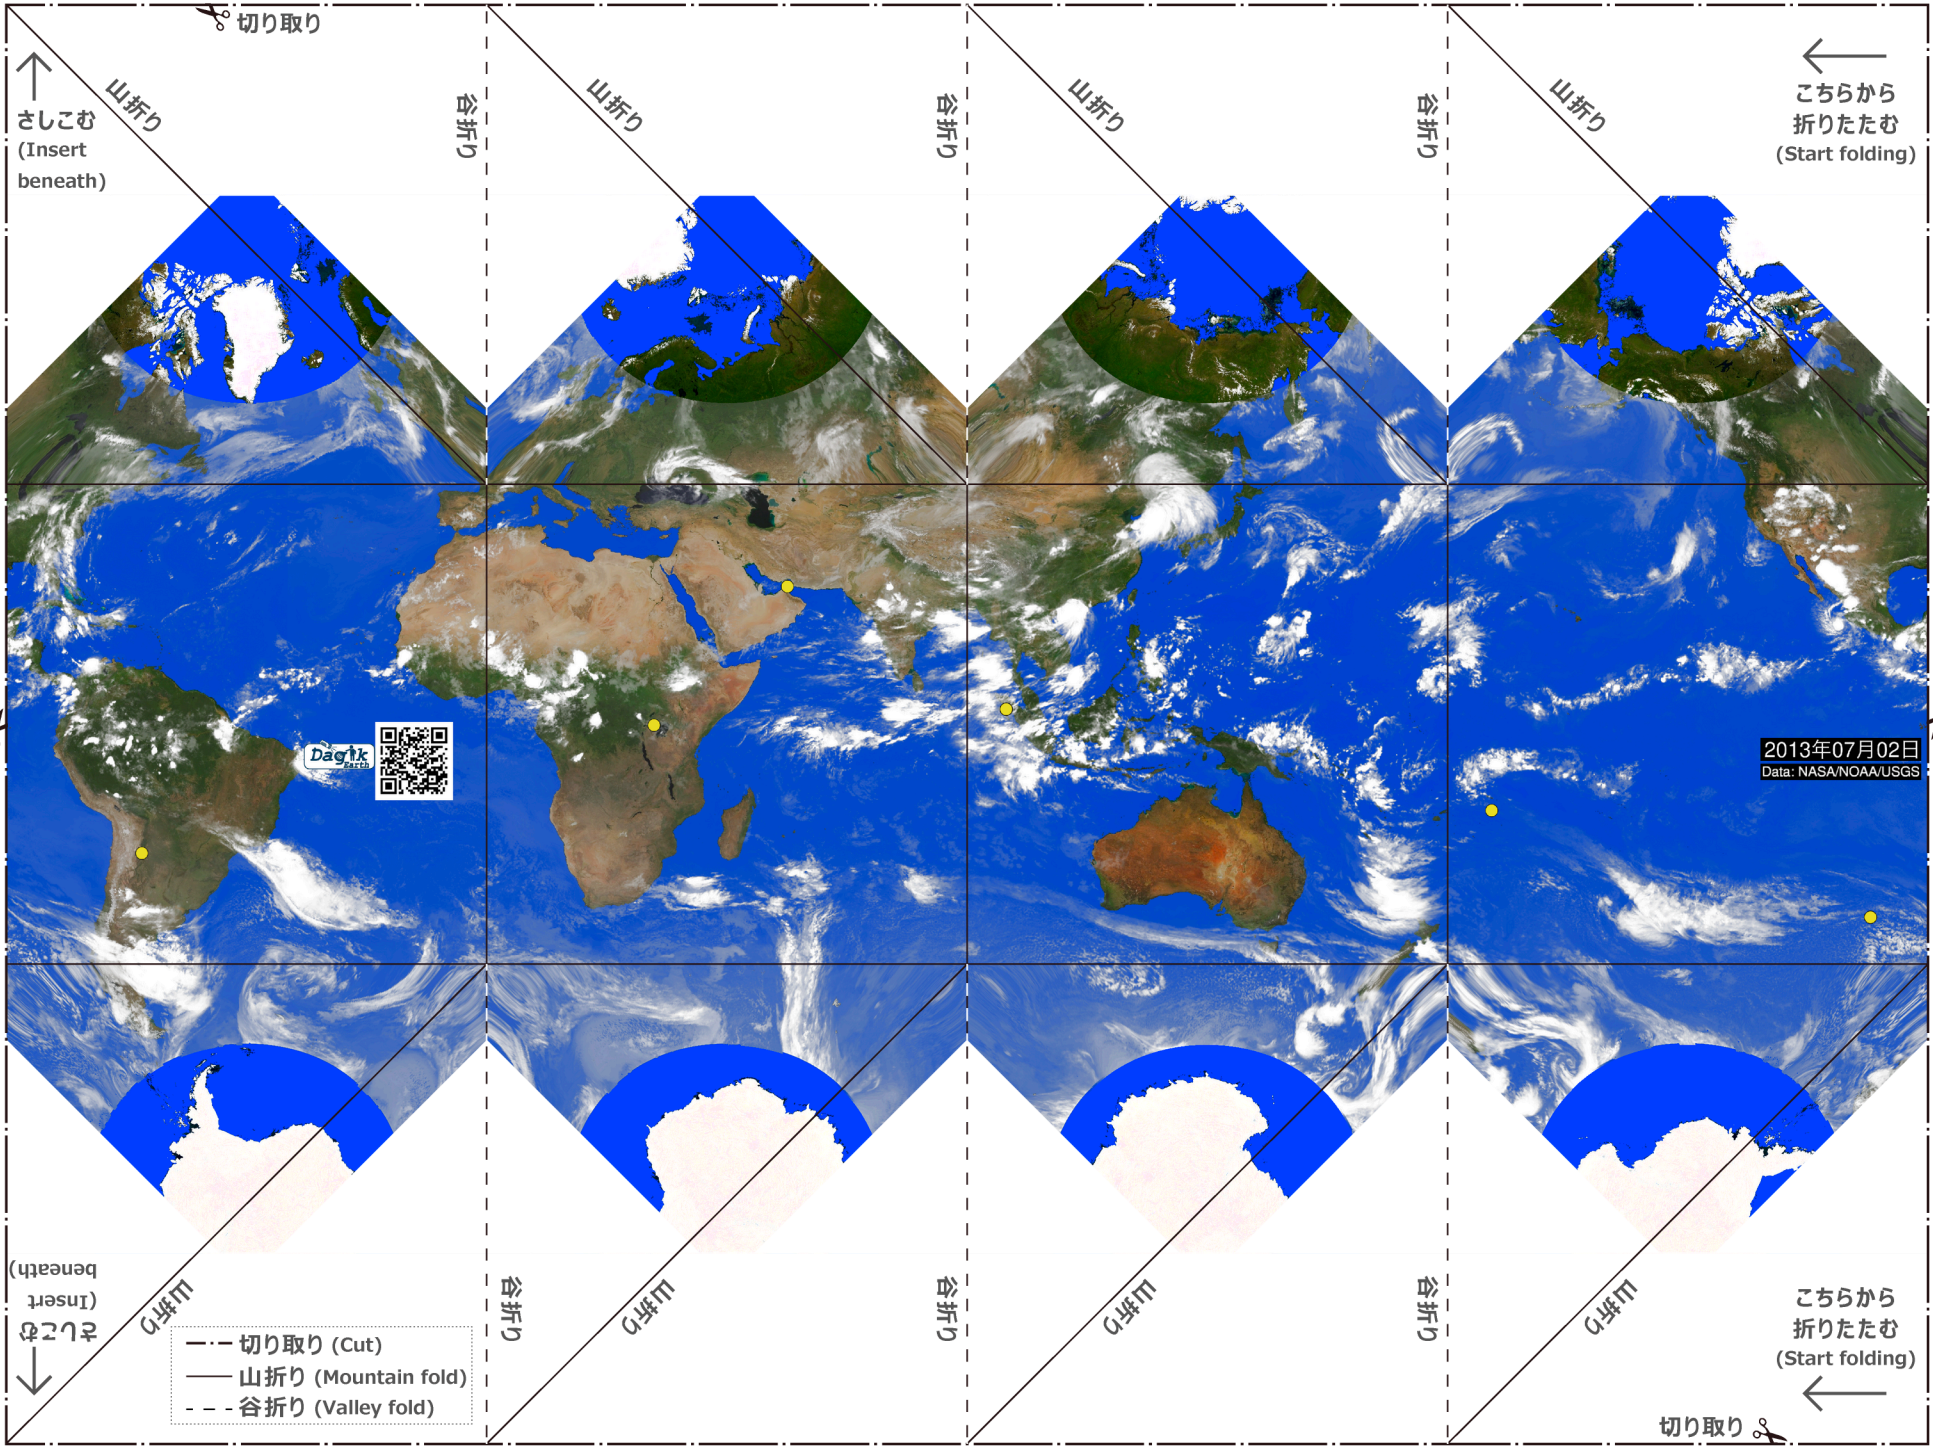 切り取り
山折り
谷折り
山折り
谷折り
山折り
谷折り
山折り
さしこむ
(Insert
beneath)
こちらから
折りたたむ
(Start folding)
Dagik
Earth
2013年07月02日
Data: NASA/NOAA/USGS
さしこむ
(Insert
beneath)
山折り
谷折り
山折り
谷折り
山折り
谷折り
山折り
こちらから
折りたたむ
(Start folding)
切り取り (Cut)
山折り (Mountain fold)
谷折り (Valley fold)
切り取り